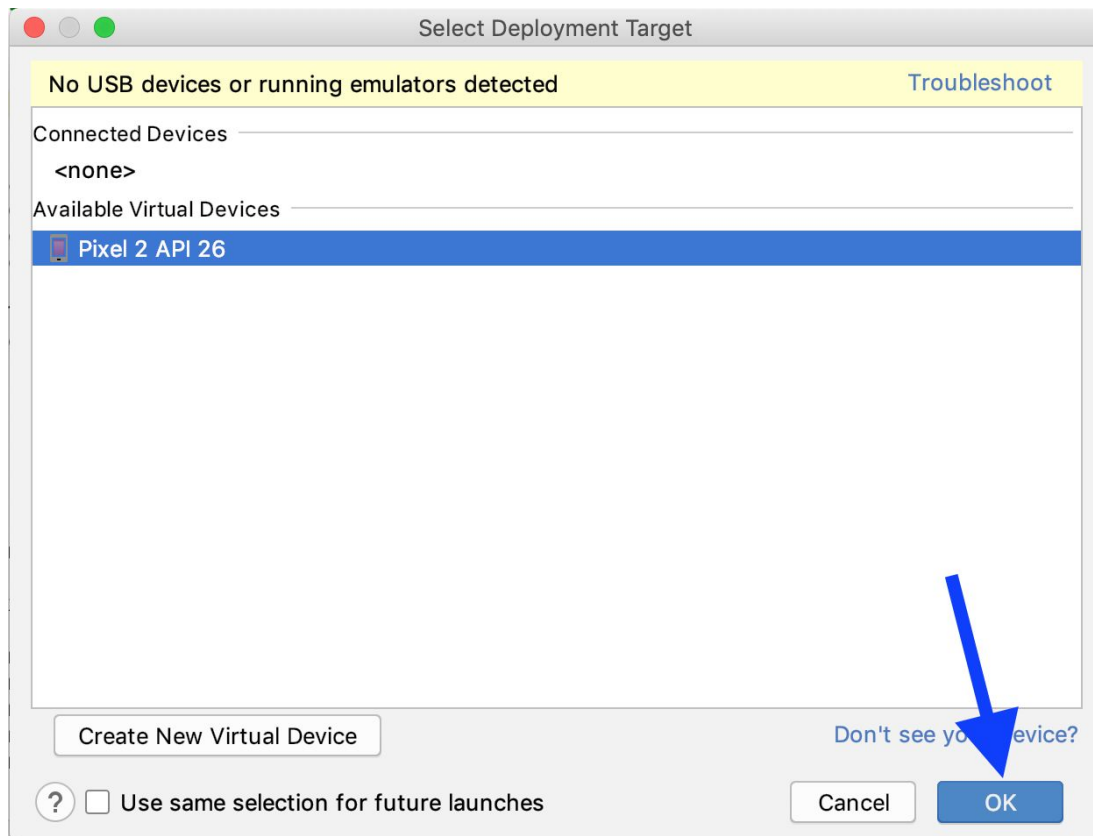 Select Deployment Target
No USB devices or running emulators detected Troubleshoot
Connected Devices
<none>
Available Virtual Devices
Pixel 2 API 26
Create New Virtual Device Don't see yo evice?
? Use same selection for future launches Cancel OK